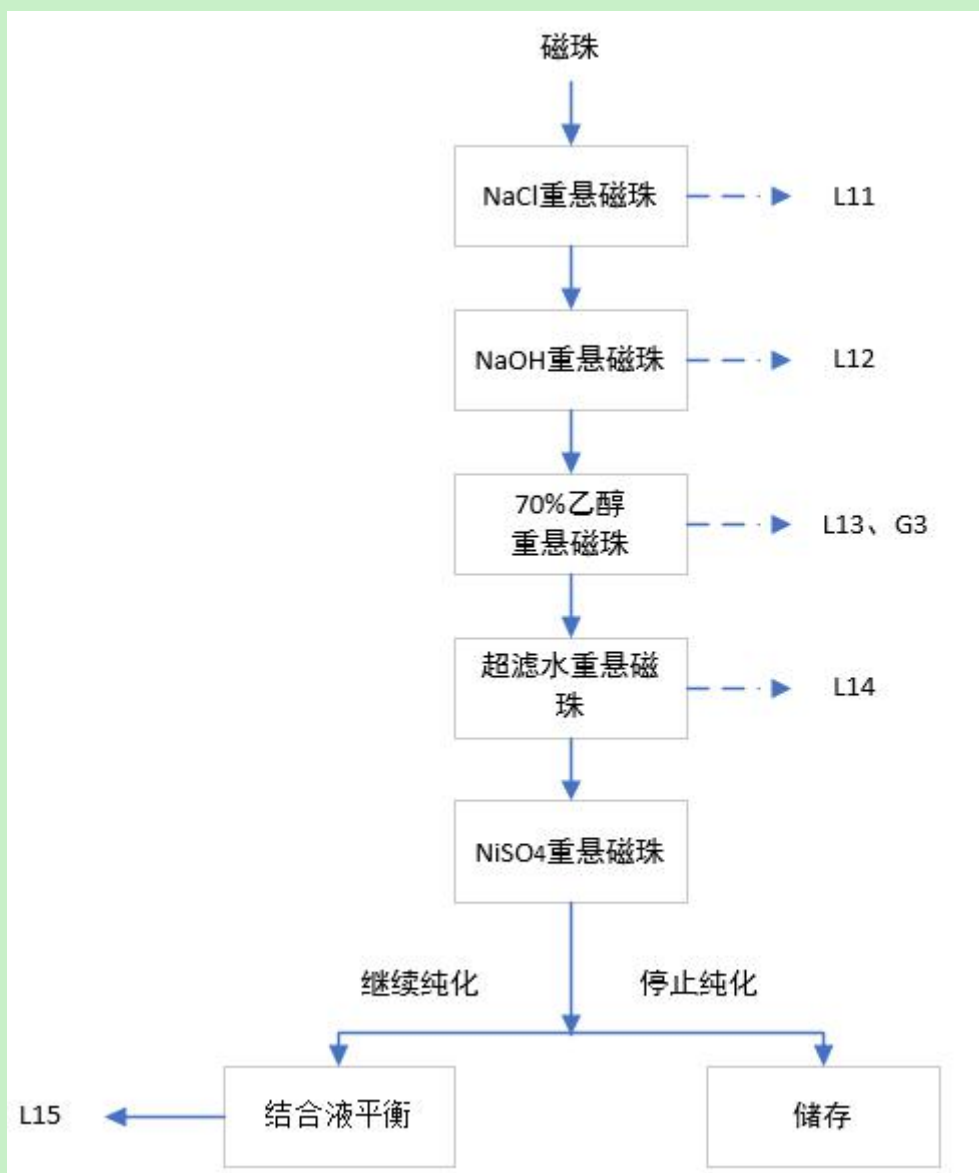 磁珠
NaCl重悬磁珠
L11
NaOH重悬磁珠
L12
70%乙醇
重悬磁珠
L13、G3
超滤水重悬磁
珠
L14
NiSO4重悬磁珠
继续纯化
停止纯化
L15
结合液平衡
储存